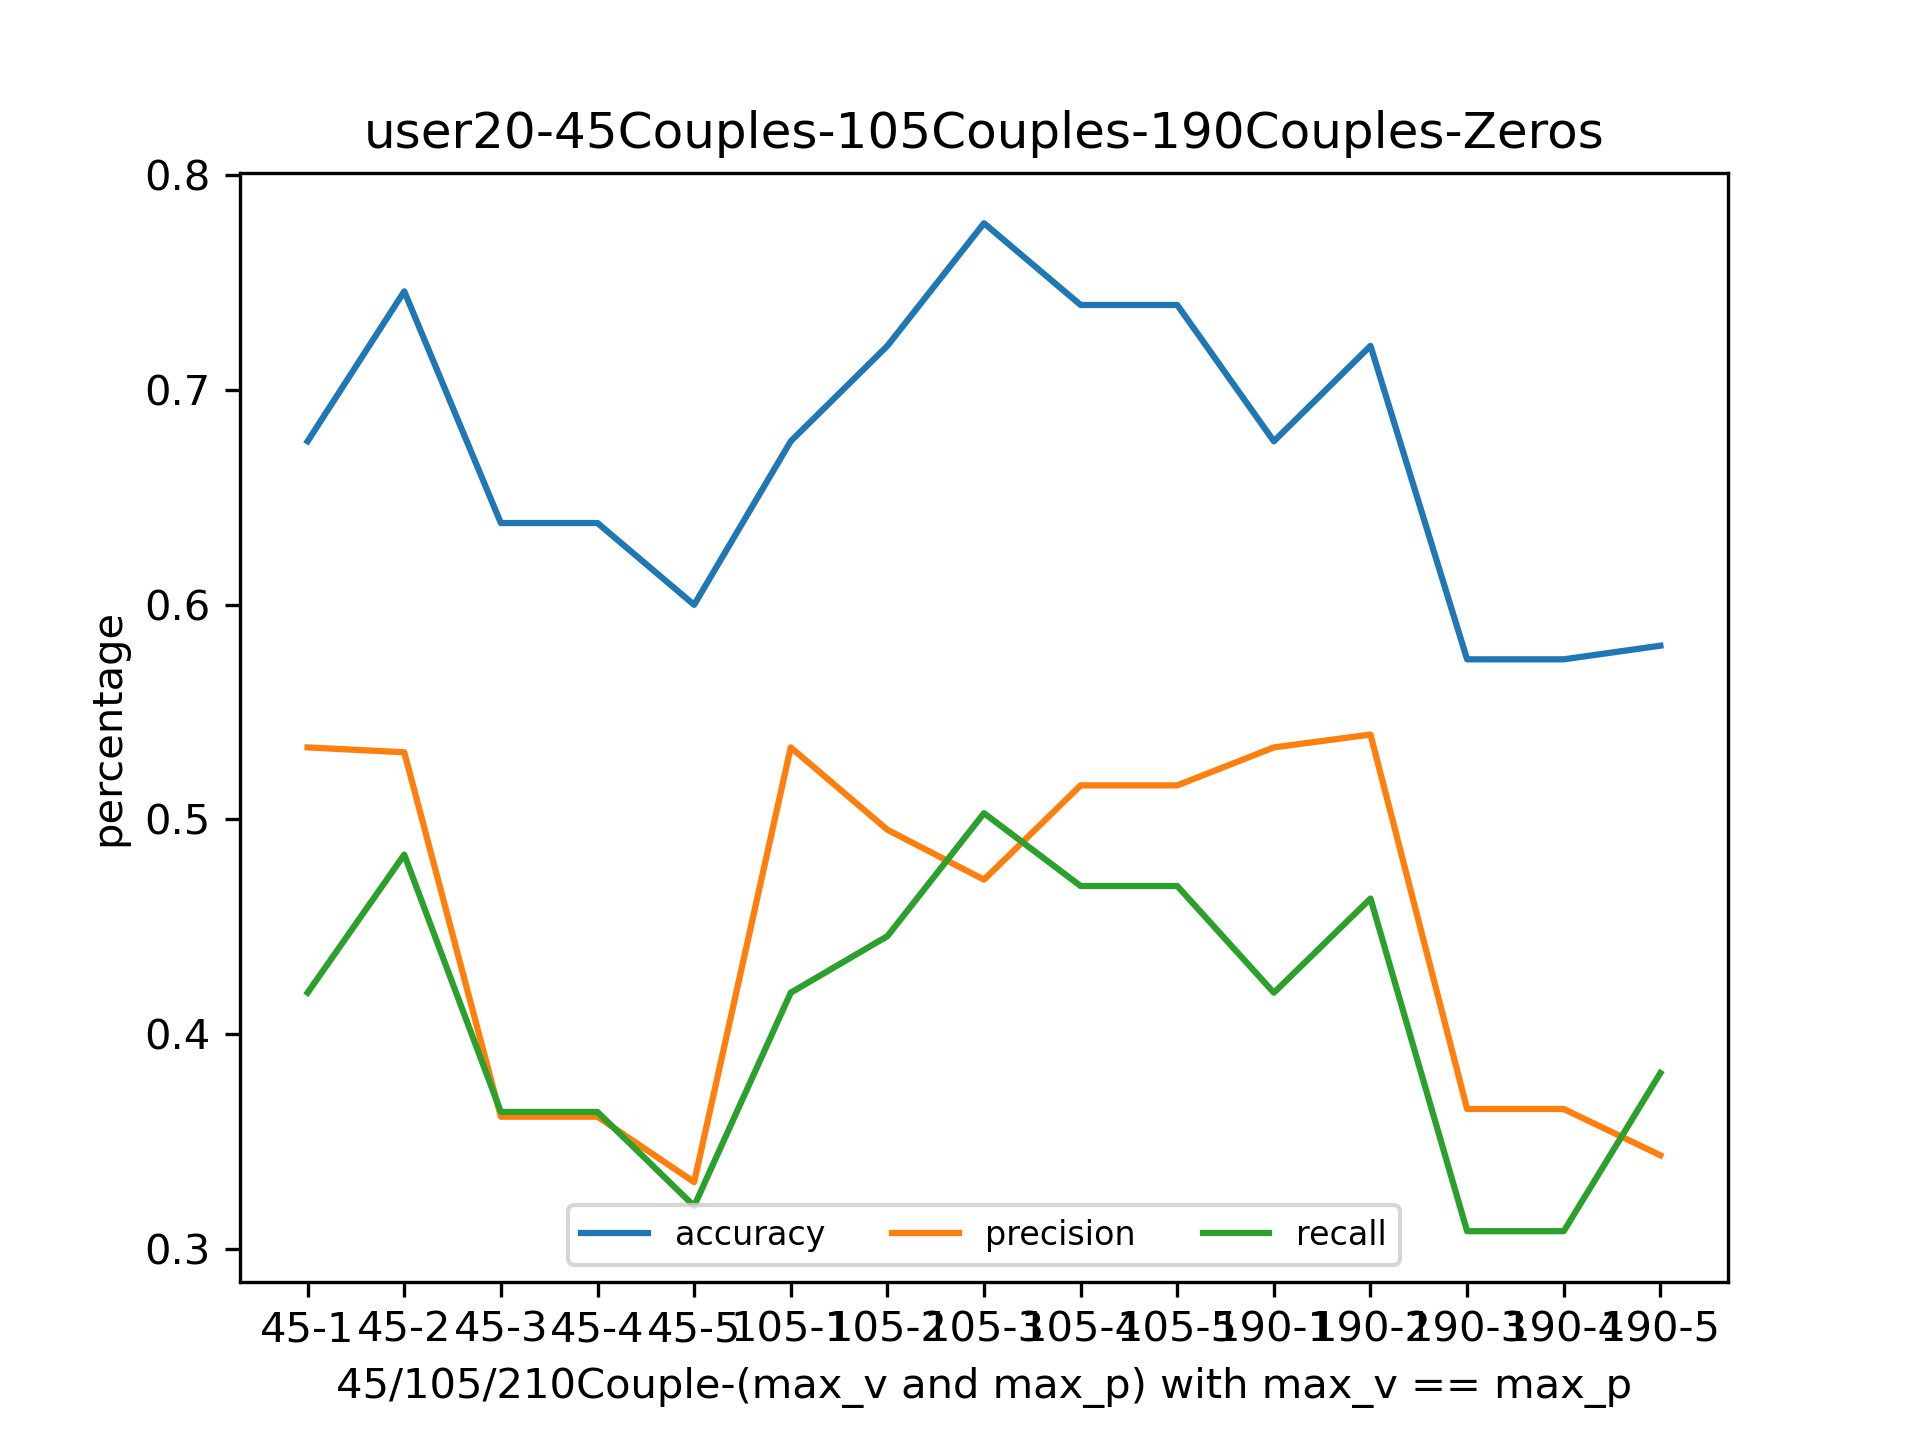 user20-45Couples-105Couples-190Couples-Zeros
0.8
0.7
0.6
0.5
0.4
0.3
percentage
accuracy precision recall
45-1 45-2 45-3 45-4 45-5 105-1 105-2 105-3 105-4 105-5 190-1 190-2 190-3 190-4 190-5
45/105/210Couple-(max_v and max_p) with max_v == max_p